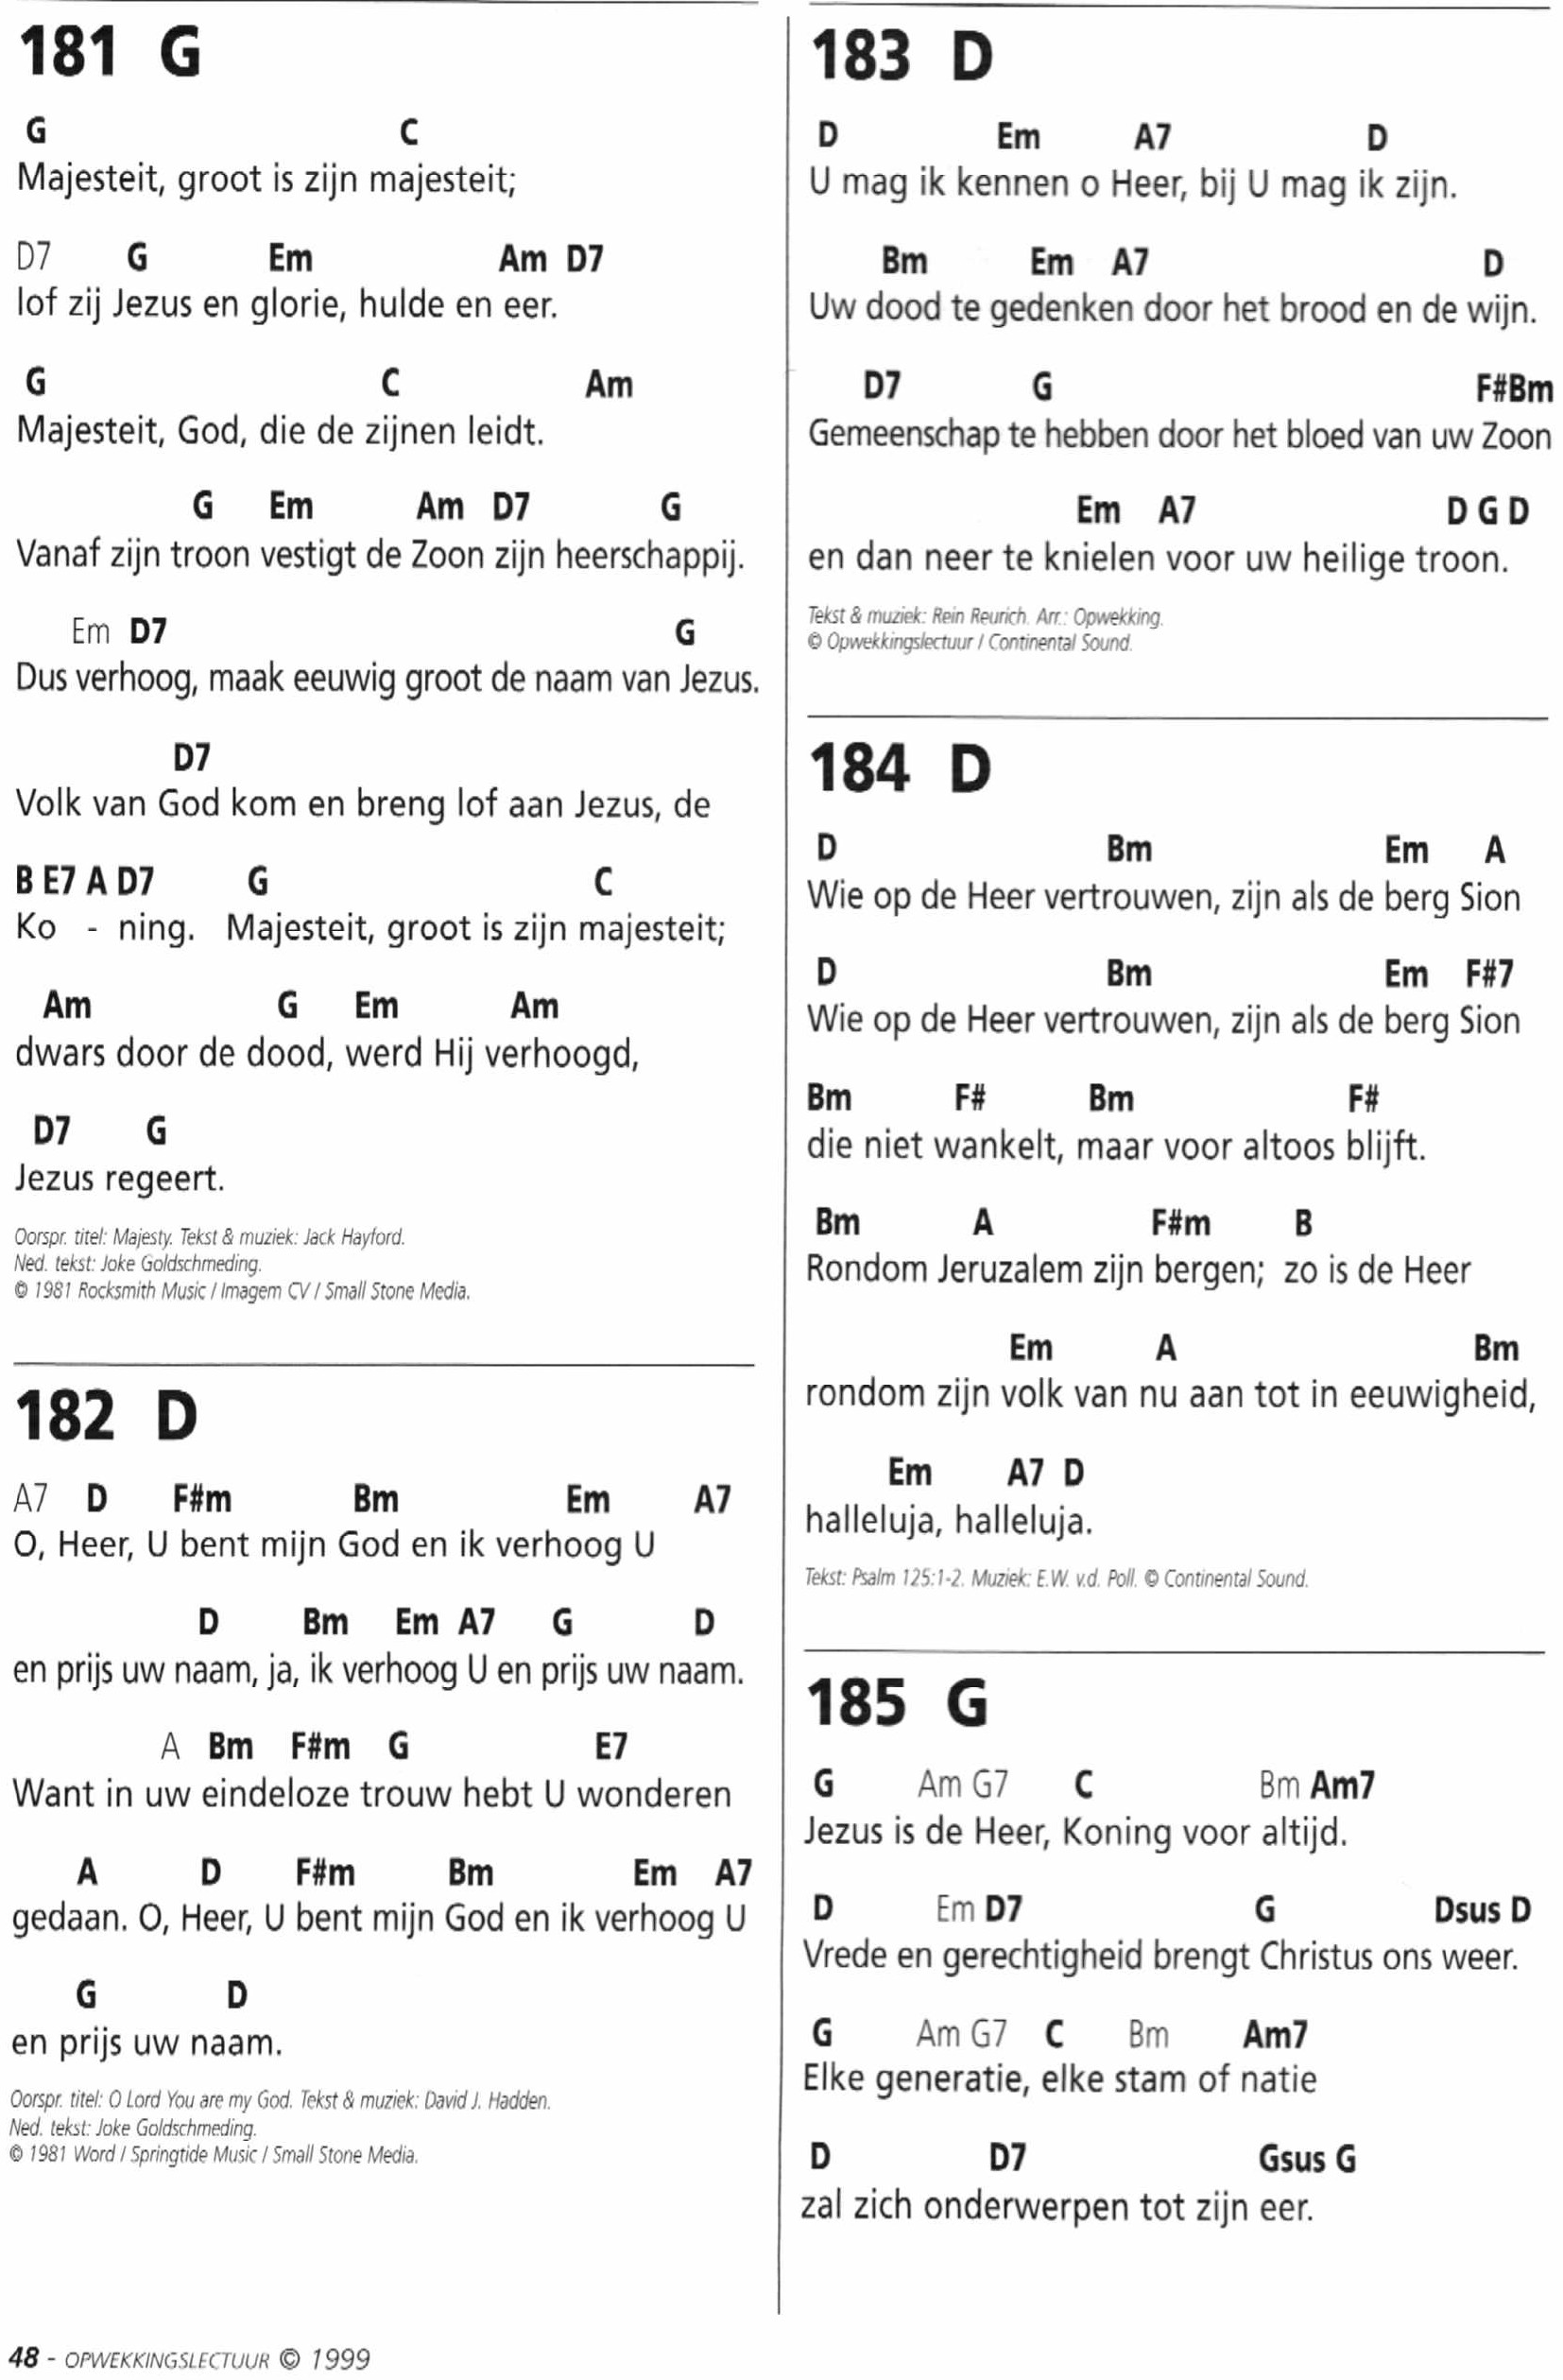 181 G
G C
Majesteit, groot is zijn majesteit;
D7 G Em Am D7
lof zij Jezus en glorie, hulde en eer.
G C Am
Majesteit, God, die de zijnen leidt.
G Em Am D7 G
Vanaf zijn troon vestigt de Zoon zijn heerschappij.
Em D7 G
Dus verhoog, maak eeuwig groot de naam van Jezus.
D7
Volk van God kom en breng lof aan Jezus, de
B E7 A D7 G C
Ko - ning. Majesteit, groot is zijn majesteit;
Am G Em Am
dwars door de dood, werd Hij verhoogd,
D7 G
Jezus regeert.
Oorspr. titel: Majesty. Tekst & muziek: Jack Hayford.
Ned. tekst: Joke Goldschmeding.
© 1981 Rocksmith Music / Imagem CV / Small Stone Media.
182 D
A7 D F#m Bm Em A7
O, Heer, U bent mijn God en ik verhoog U
D Bm Em A7 G D
en prijs uw naam, ja, ik verhoog U en prijs uw naam.
A Bm F#m G E7
Want in uw eindeloze trouw hebt U wonderen
A D F#m Bm Em A7
gedaan. O, Heer, U bent mijn God en ik verhoog U
G D
en prijs uw naam.
Oorspr. titel: O Lord You are my God. Tekst & muziek: David J. Hadden.
Ned. tekst: Joke Goldschmeding.
© 1981 Word / Springtide Music / Small Stone Media.
183 D
D Em A7 D
U mag ik kennen o Heer, bij U mag ik zijn.
Bm Em A7 D
Uw dood te gedenken door het brood en de wijn.
D7 G F#Bm
Gemeenschap te hebben door het bloed van uw Zoon
Em A7 D G D
en dan neer te knielen voor uw heilige troon.
Tekst & muziek: Rein Reurich. Arr.: Opwekking.
© Opwekkingslectuur / Continental Sound.
184 D
D Bm Em A
Wie op de Heer vertrouwen, zijn als de berg Sion
D Bm Em F#7
Wie op de Heer vertrouwen, zijn als de berg Sion
Bm F# Bm F#
die niet wankelt, maar voor altoos blijft.
Bm A F#m B
Rondom Jeruzalem zijn bergen; zo is de Heer
Em A Bm
rondom zijn volk van nu aan tot in eeuwigheid,
Em A7 D
halleluja, halleluja.
Tekst: Psalm 125:1-2. Muziek: E.W. v.d. Poll. © Continental Sound.
185 G
G Am G7 C Bm Am7
Jezus is de Heer, Koning voor altijd.
D Em D7 G Dsus D
Vrede en gerechtigheid brengt Christus ons weer.
G Am G7 C Bm Am7
Elke generatie, elke stam of natie
D D7 Gsus G
zal zich onderwerpen tot zijn eer.
48 - OPWEKKINGSLECTUUR © 1999